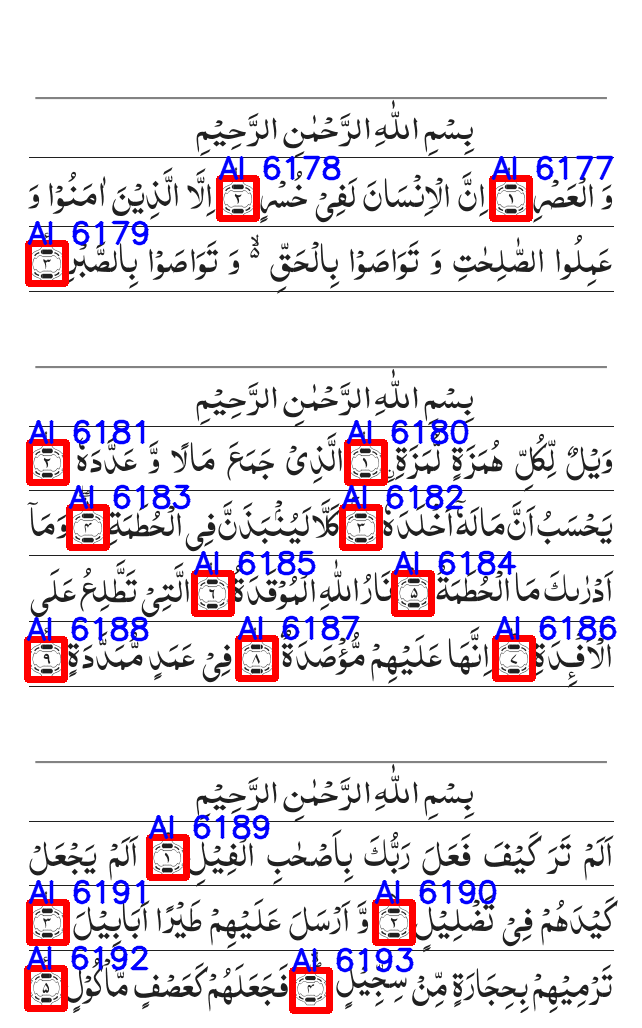 بِسْمِ اللّٰهِ الرَّحْمٰنِ الرَّحِيْمِ
AI 6178 AI 6177
وَ الْعَصْرِ ۱ اِنَّ الْاِنْسَانَ لَفِيْ خُسْرٍ ۲ اِلَّا الَّذِيْنَ اٰمَنُوْا وَ
AI 6179
عَمِلُوا الصّٰلِحٰتِ وَ تَوَاصَوْا بِالْحَقِّ ۙ۬ وَ تَوَاصَوْا بِالصَّبْرِ ۳
بِسْمِ اللّٰهِ الرَّحْمٰنِ الرَّحِيْمِ
AI 6181 AI 6180
وَيْلٌ لِّكُلِّ هُمَزَةٍ لُّمَزَةِ ۱ الَّذِيْ جَمَعَ مَالًا وَّ عَدَّدَهٗ ۲
AI 6183 AI 6182
يَحْسَبُ اَنَّ مَالَهٗۤ اَخْلَدَهٗ ۳ كَلَّا لَيُنْۢبَذَنَّ فِي الْحُطَمَةِ ۴ وَ مَاۤ
AI 6185 AI 6184
اَدْرٰىكَ مَا الْحُطَمَةُ ۵ نَارُ اللّٰهِ الْمُوْقَدَةُ ۶ الَّتِيْ تَطَّلِعُ عَلَي
AI 6188 AI 6187 AI 6186
الْاَفْـِٕدَةِ ۷ اِنَّهَا عَلَيْهِمْ مُّؤْصَدَةٌ ۸ فِيْ عَمَدٍ مُّمَدَّدَةٍ ۹
بِسْمِ اللّٰهِ الرَّحْمٰنِ الرَّحِيْمِ
AI 6189
اَلَمْ تَرَ كَيْفَ فَعَلَ رَبُّكَ بِاَصْحٰبِ الْفِيْلِ ۱ اَلَمْ يَجْعَلْ
AI 6191 AI 6190
كَيْدَهُمْ فِيْ تَضْلِيْلٍ ۲ وَّ اَرْسَلَ عَلَيْهِمْ طَيْرًا اَبَابِيْلَ ۳
AI 6192 AI 6193
تَرْمِيْهِمْ بِحِجَارَةٍ مِّنْ سِجِّيْلٍ ۴ فَجَعَلَهُمْ كَعَصْفٍ مَّاْكُوْلٍ ۵